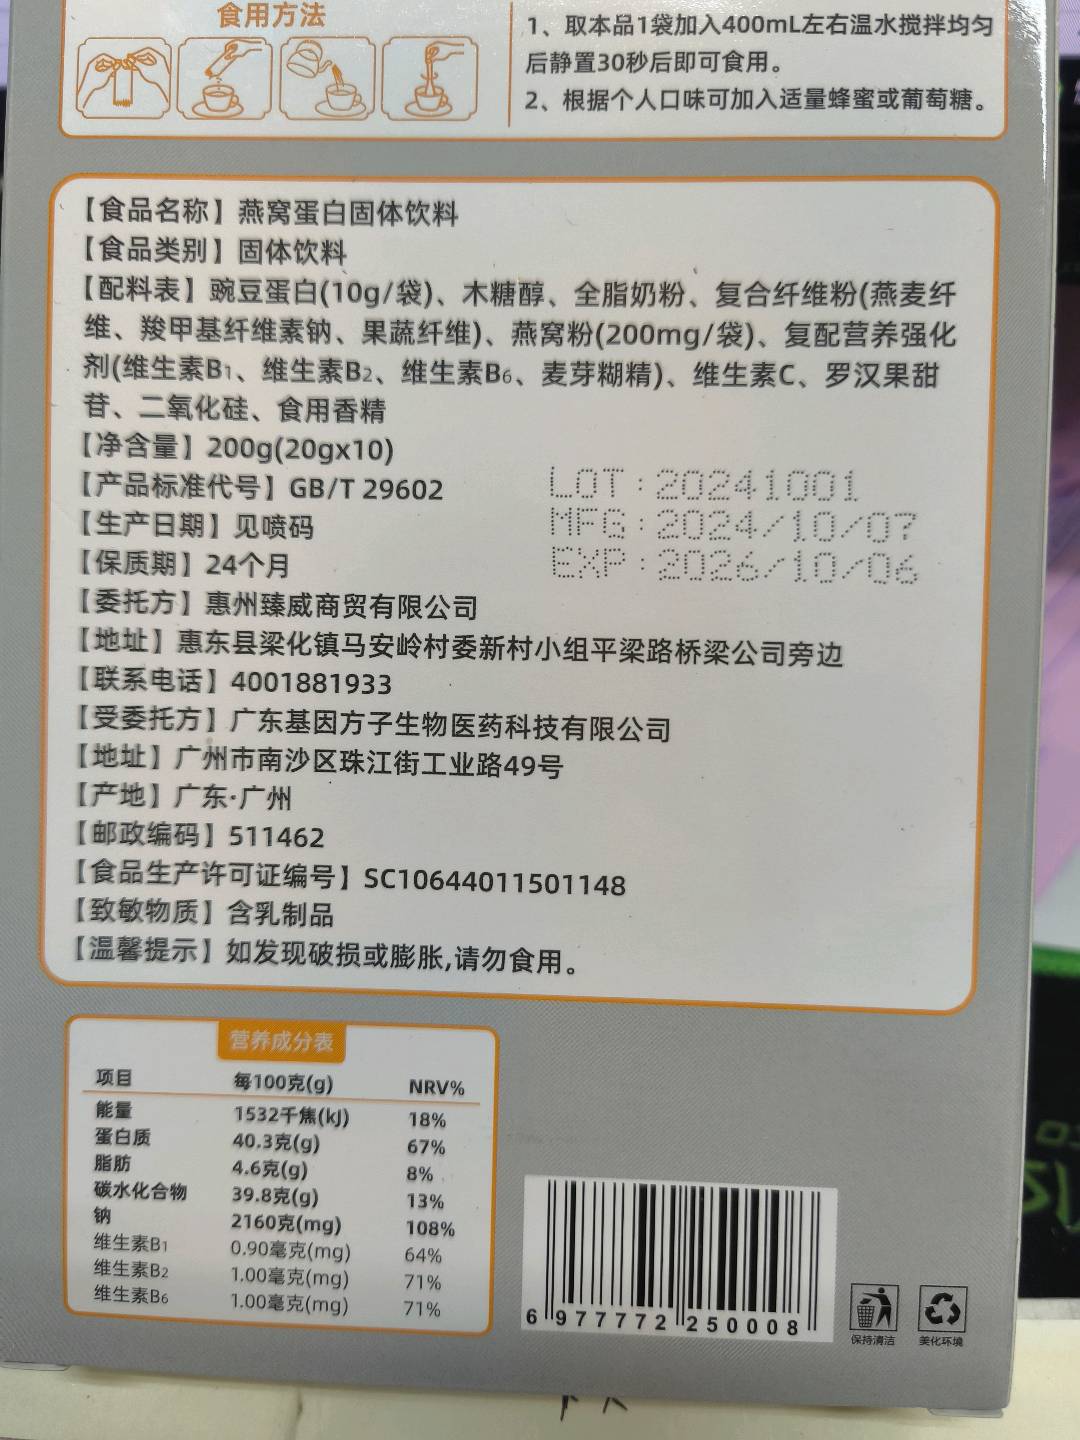 食用方法
1、取本品1袋加入400mL左右温水搅拌均匀
后静置30秒后即可食用。
2、根据个人口味可加入适量蜂蜜或葡萄糖。
【食品名称】燕窝蛋白固体饮料
【食品类别】固体饮料
【配料表】豌豆蛋白(10g/袋)、木糖醇、全脂奶粉、复合纤维粉(燕麦纤
维、羧甲基纤维素钠、果蔬纤维)、燕窝粉(200mg/袋)、复配营养强化
剂(维生素B1、维生素B2、维生素B6、麦芽糊精)、维生素C、罗汉果甜
苷、二氧化硅、食用香精
【净含量】200g(20gx10)
【产品标准代号】GB/T 29602
【生产日期】见喷码
【保质期】24个月
LOT:20241001
MFG:2024/10/07
EXP:2026/10/06
【委托方】惠州臻威商贸有限公司
【地址】惠东县梁化镇马安岭村委新村小组平梁路桥梁公司旁边
【联系电话】4001881933
【受委托方】广东基因方子生物医药科技有限公司
【地址】广州市南沙区珠江街工业路49号
【产地】广东·广州
【邮政编码】511462
【食品生产许可证编号】SC10644011501148
【致敏物质】含乳制品
【温馨提示】如发现破损或膨胀,请勿食用。
营养成分表
项目 每100克(g) NRV%
能量 1532千焦(kJ) 18%
蛋白质 40.3克(g) 67%
脂肪 4.6克(g) 8%
碳水化合物 39.8克(g) 13%
钠 2160克(mg) 108%
维生素B1 0.90毫克(mg) 64%
维生素B2 1.00毫克(mg) 71%
维生素B6 1.00毫克(mg) 71%
6 977772 250008
保持清洁 美化环境